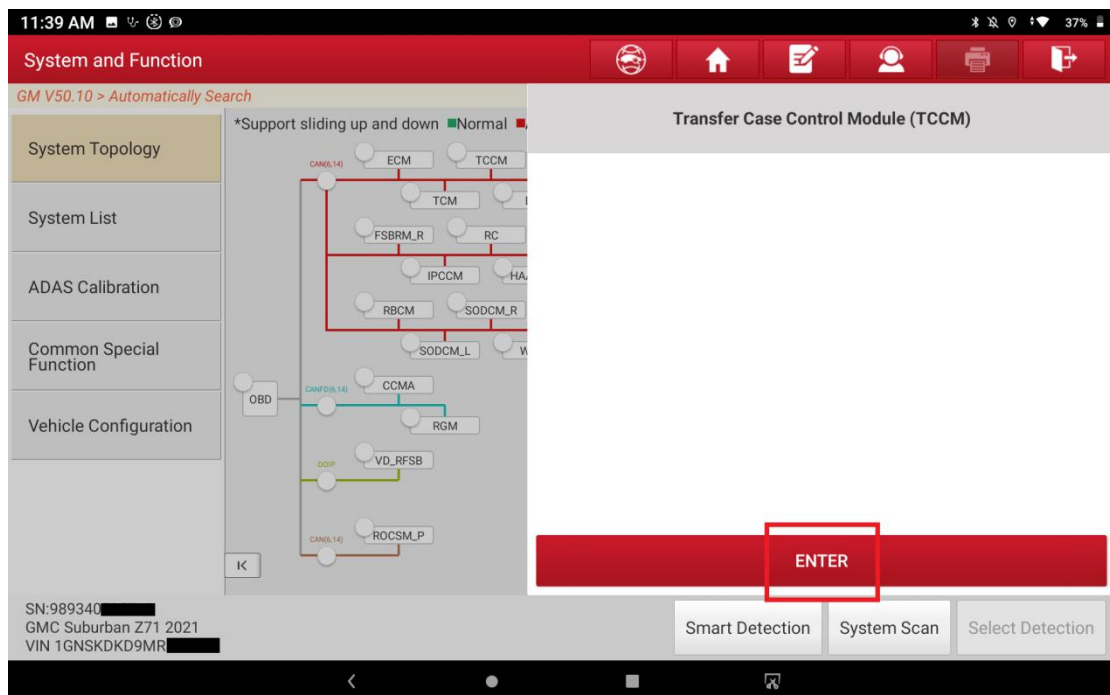 11:39 AM
37%
System and Function
GM V50.10 > Automatically Search
System Topology
System List
ADAS Calibration
Common Special
Function
Vehicle Configuration
*Support sliding up and down Normal
CAN(6,14)
ECM
TCCM
TCM
FSBRM_R
RC
IPCCM
HA
RBCM
SODCM_R
SODCM_L
W
OBD
CANFD(6,14)
CCMA
RGM
DOIP
VD_RFSB
CAN(6,14)
ROCSM_P
Transfer Case Control Module (TCCM)
ENTER
SN:989340
GMC Suburban Z71 2021
VIN 1GNSKDKD9MR
Smart Detection
System Scan
Select Detection